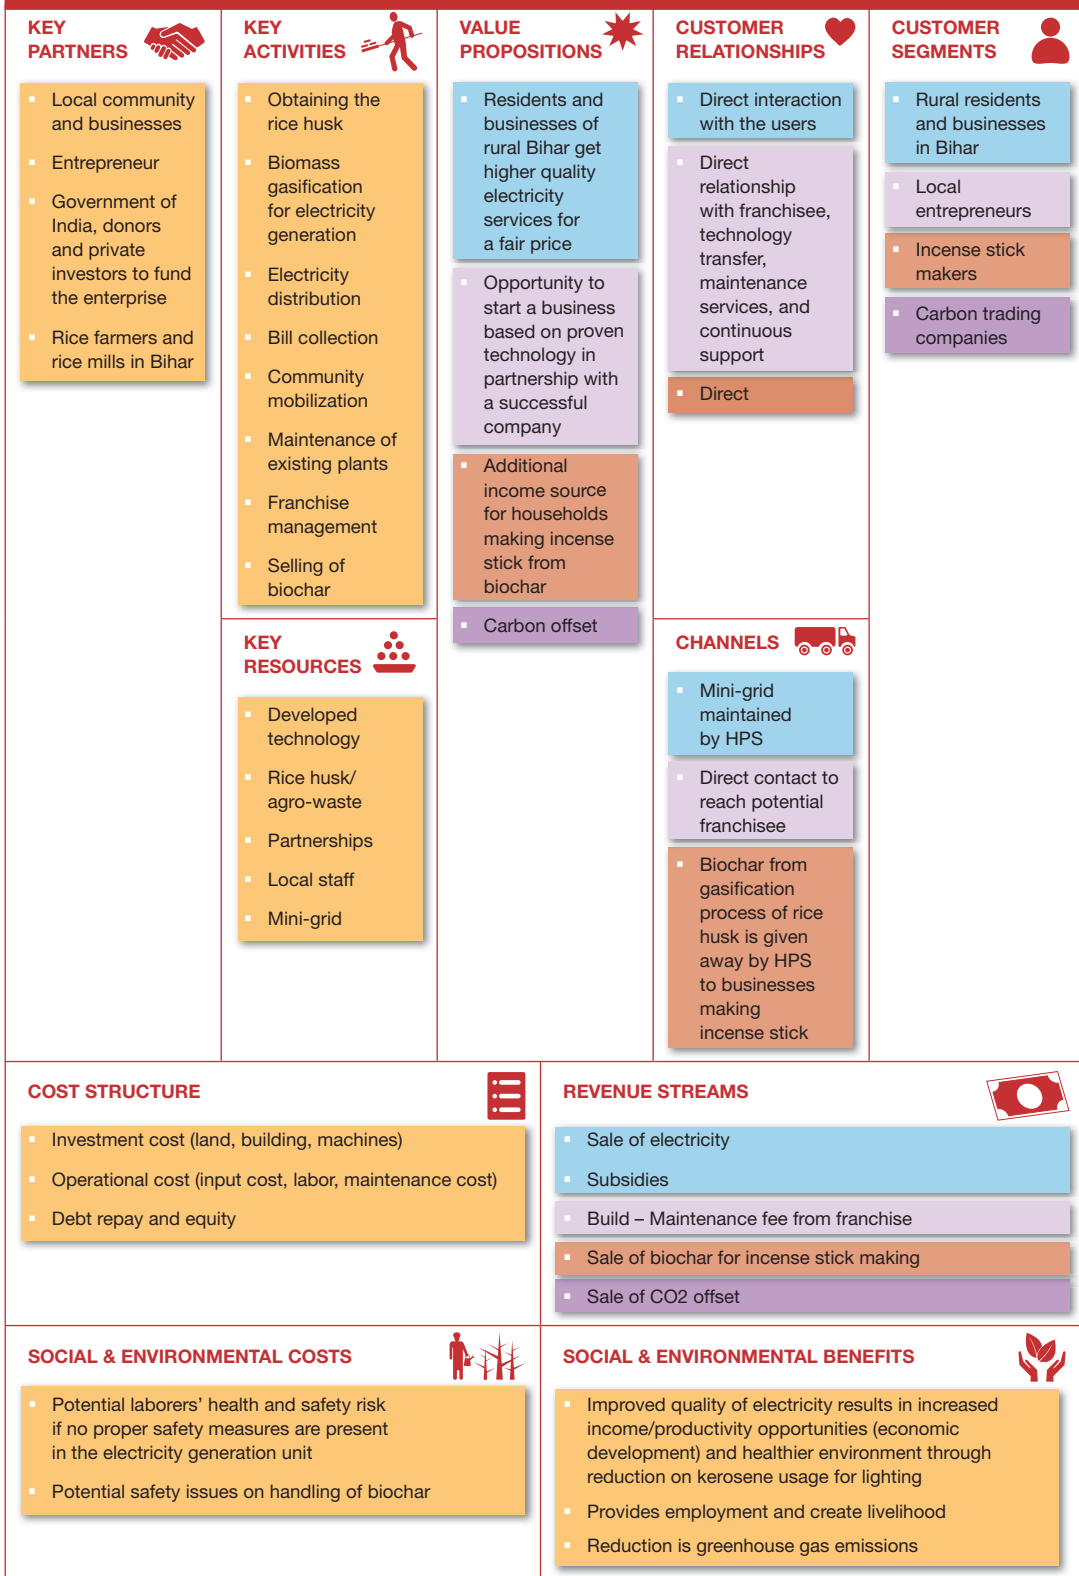 KEY
PARTNERS
Local community
and businesses
Entrepreneur
Government of
India, donors
and private
investors to fund
the enterprise
Rice farmers and
rice mills in Bihar
KEY
ACTIVITIES
Obtaining the
rice husk
Biomass
gasification
for electricity
generation
Electricity
distribution
Bill collection
Community
mobilization
Maintenance of
existing plants
Franchise
management
Selling of
biochar
KEY
RESOURCES
Developed
technology
Rice husk/
agro-waste
Partnerships
Local staff
Mini-grid
VALUE
PROPOSITIONS
Residents and
businesses of
rural Bihar get
higher quality
electricity
services for
a fair price
Opportunity to
start a business
based on proven
technology in
partnership with
a successful
company
Additional
income source
for households
making incense
stick from
biochar
Carbon offset
CUSTOMER
RELATIONSHIPS
Direct interaction
with the users
Direct
relationship
with franchisee,
technology
transfer,
maintenance
services, and
continuous
support
Direct
CHANNELS
Mini-grid
maintained
by HPS
Direct contact to
reach potential
franchisee
Biochar from
gasification
process of rice
husk is given
away by HPS
to businesses
making
incense stick
CUSTOMER
SEGMENTS
Rural residents
and businesses
in Bihar
Local
entrepreneurs
Incense stick
makers
Carbon trading
companies
COST STRUCTURE
Investment cost (land, building, machines)
Operational cost (input cost, labor, maintenance cost)
Debt repay and equity
REVENUE STREAMS
Sale of electricity
Subsidies
Build – Maintenance fee from franchise
Sale of biochar for incense stick making
Sale of CO2 offset
SOCIAL & ENVIRONMENTAL COSTS
Potential laborers’ health and safety risk
if no proper safety measures are present
in the electricity generation unit
Potential safety issues on handling of biochar
SOCIAL & ENVIRONMENTAL BENEFITS
Improved quality of electricity results in increased
income/productivity opportunities (economic
development) and healthier environment through
reduction on kerosene usage for lighting
Provides employment and create livelihood
Reduction is greenhouse gas emissions